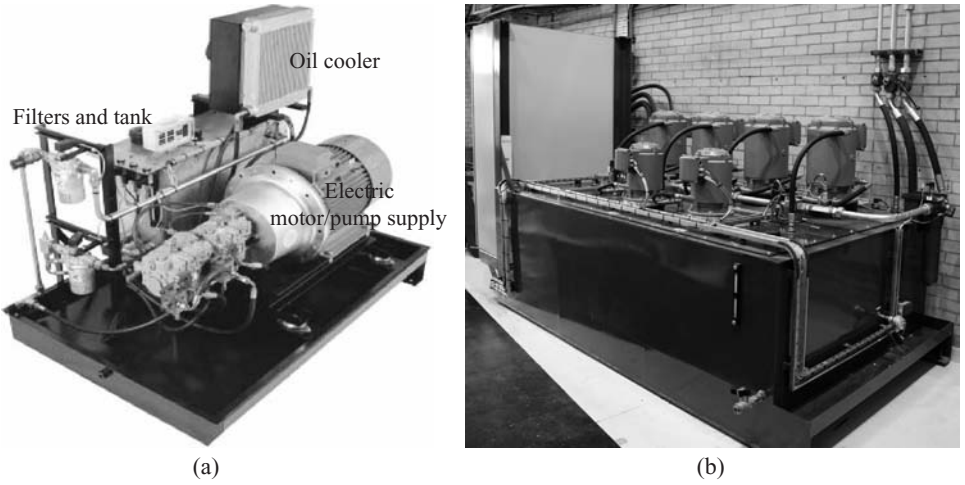 Oil cooler
Filters and tank
Electric
motor/pump supply
(a)
(b)